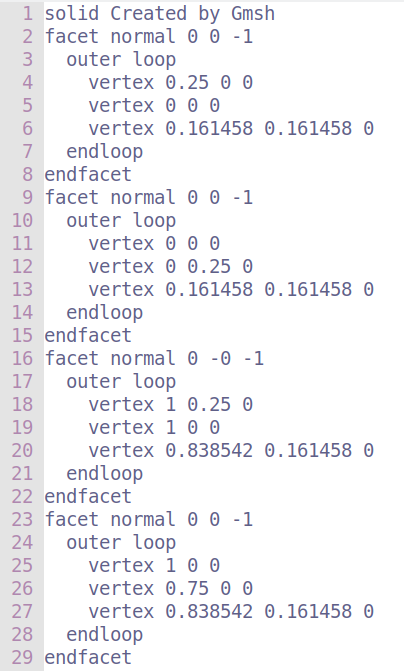 1 solid Created by Gmsh
2 facet normal 0 0 -1
3   outer loop
4     vertex 0.25 0 0
5     vertex 0 0 0
6     vertex 0.161458 0.161458 0
7   endloop
8 endfacet
9 facet normal 0 0 -1
10   outer loop
11     vertex 0 0 0
12     vertex 0 0.25 0
13     vertex 0.161458 0.161458 0
14   endloop
15 endfacet
16 facet normal 0 -0 -1
17   outer loop
18     vertex 1 0.25 0
19     vertex 1 0 0
20     vertex 0.838542 0.161458 0
21   endloop
22 endfacet
23 facet normal 0 0 -1
24   outer loop
25     vertex 1 0 0
26     vertex 0.75 0 0
27     vertex 0.838542 0.161458 0
28   endloop
29 endfacet